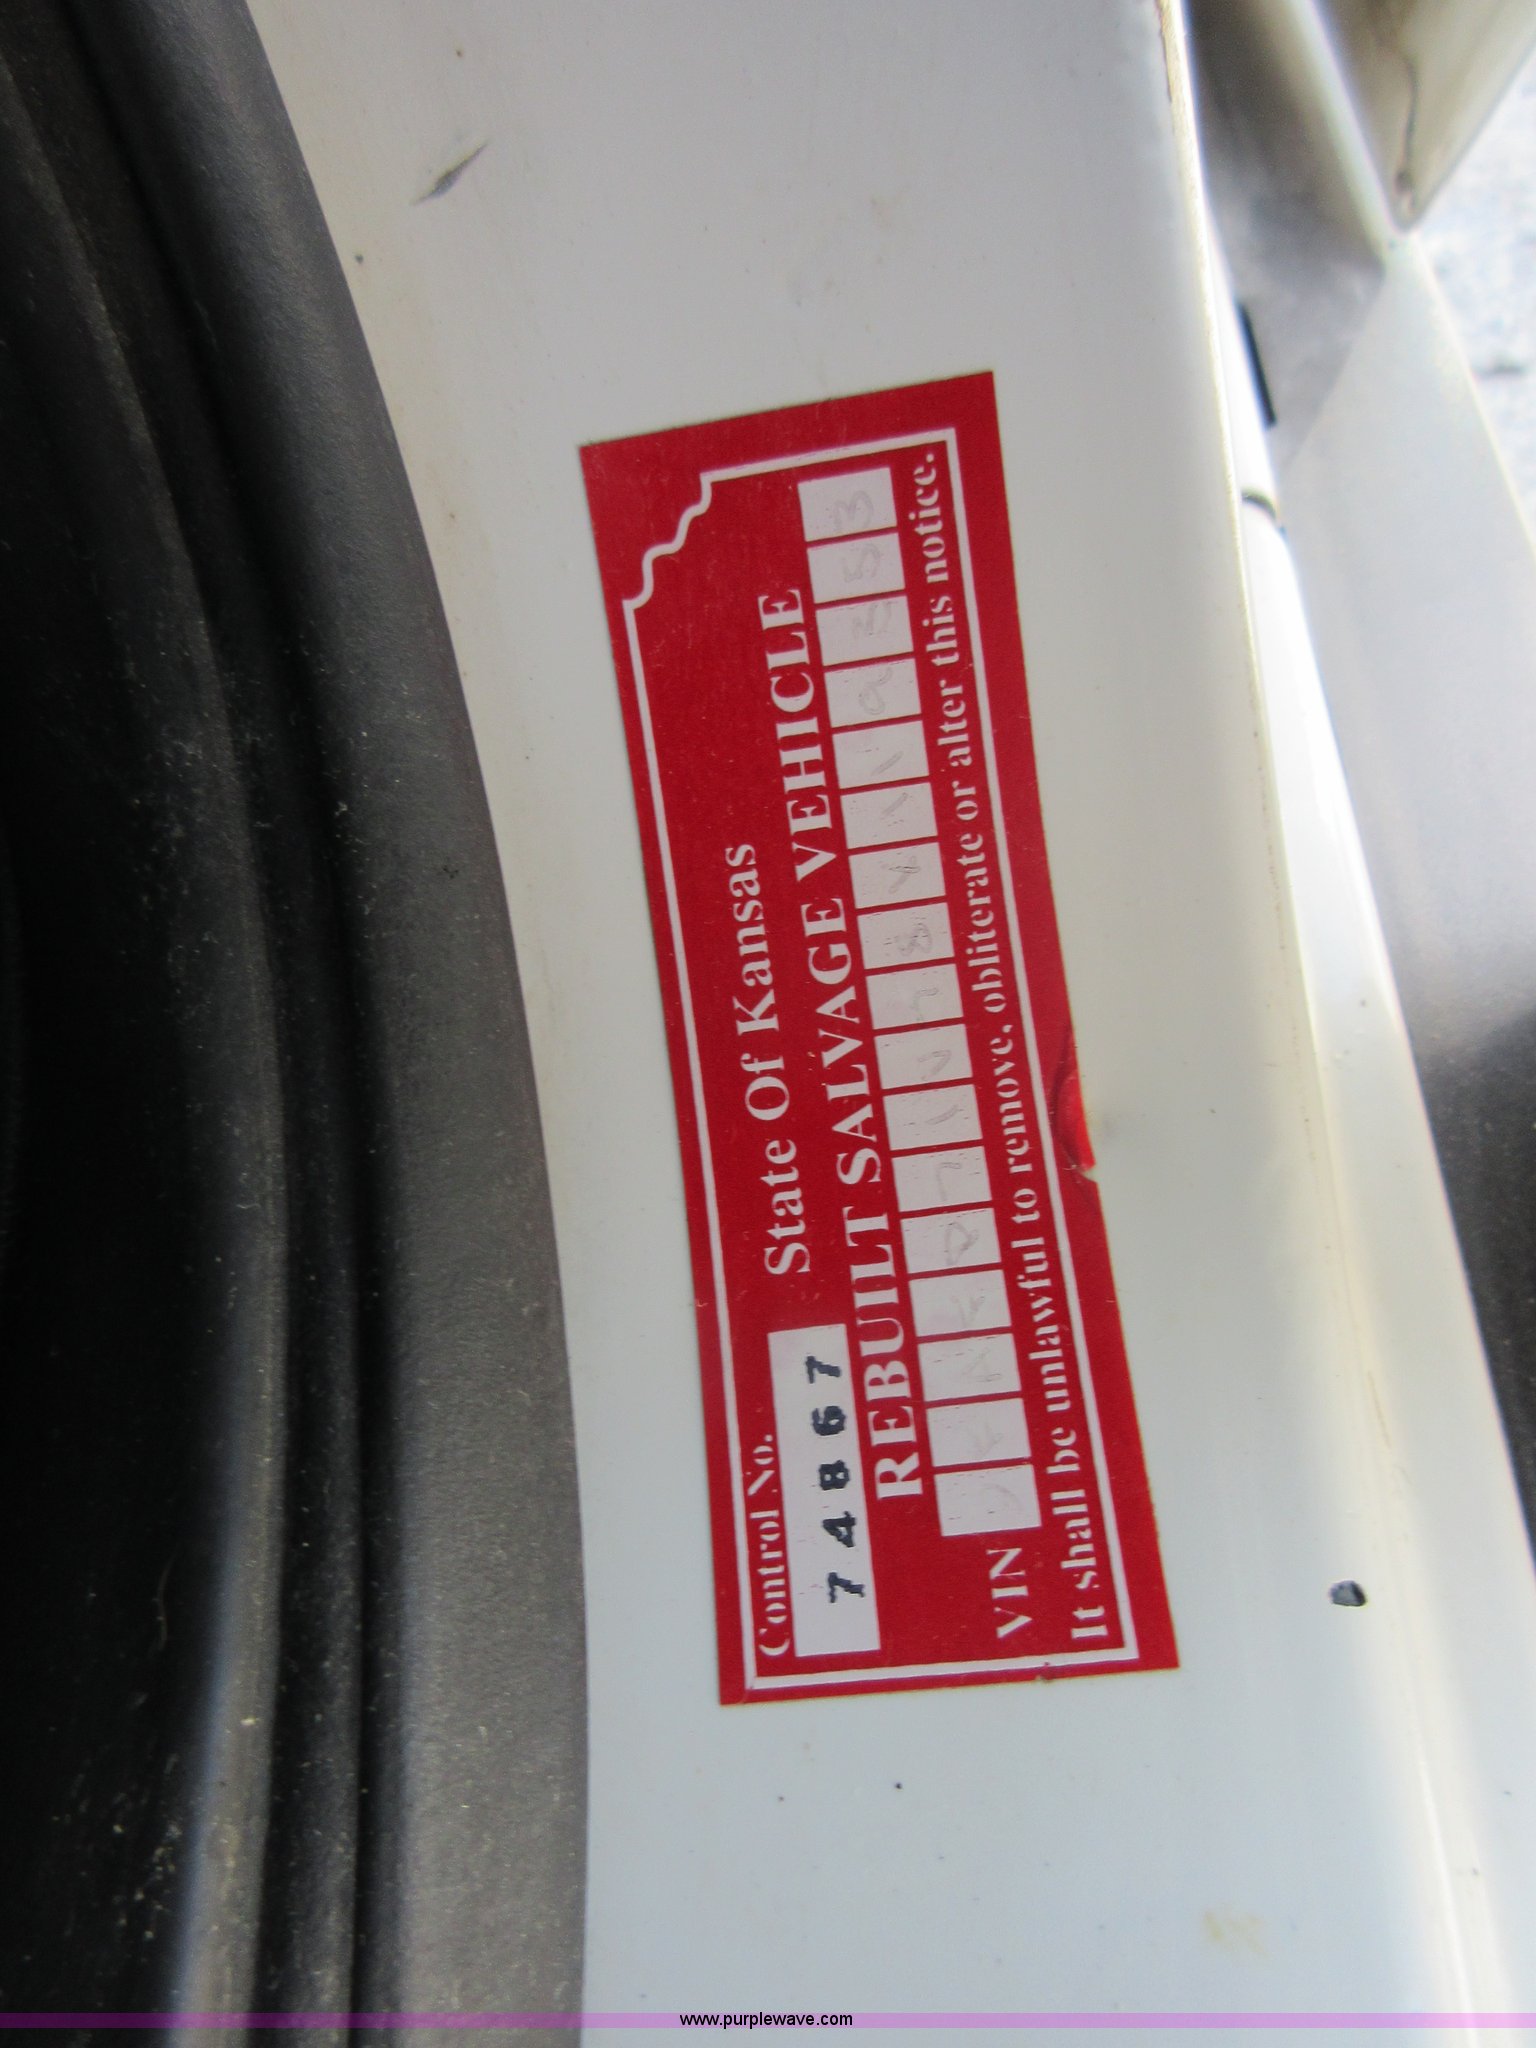 Control No.
74867
State Of Kansas
REBUILT SALVAGE VEHICLE
VIN
It shall be unlawful to remove, obliterate or alter this notice.
www.purplewave.com